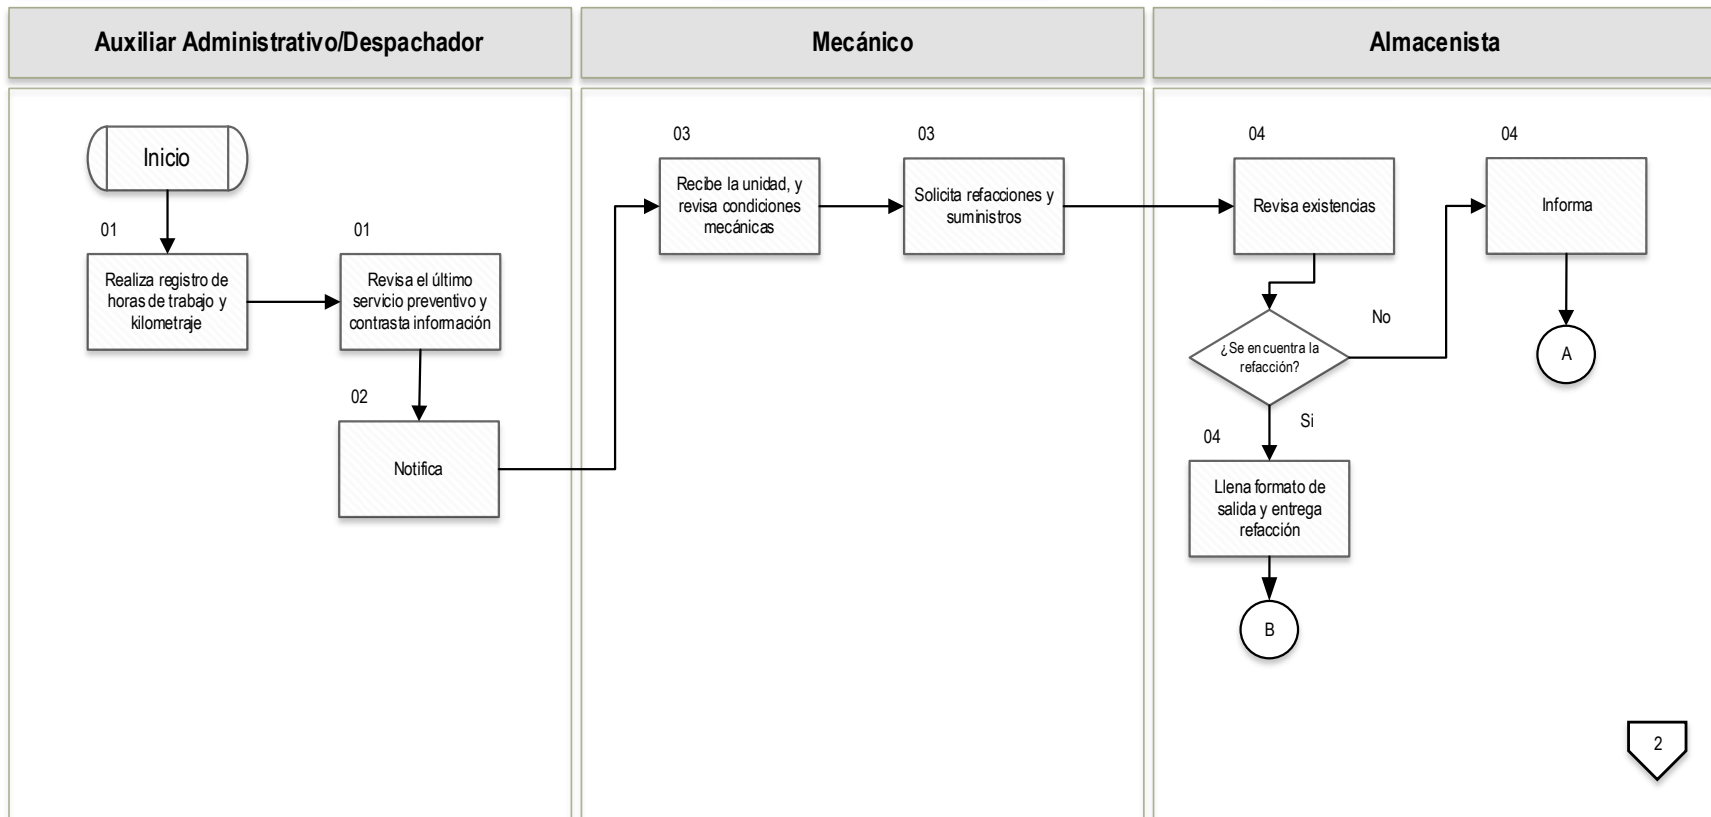 Auxiliar Administrativo/Despachador
Mecánico
Almacenista
Inicio
01
Realiza registro de
horas de trabajo y
kilometraje
01
Revisa el último
servicio preventivo y
contrasta información
02
Notifica
03
Recibe la unidad, y
revisa condiciones
mecánicas
03
Solicita refacciones y
suministros
04
Revisa existencias
¿Se encuentra la
refacción?
No
04
Informa
A
Si
04
Llena formato de
salida y entrega
refacción
B
2